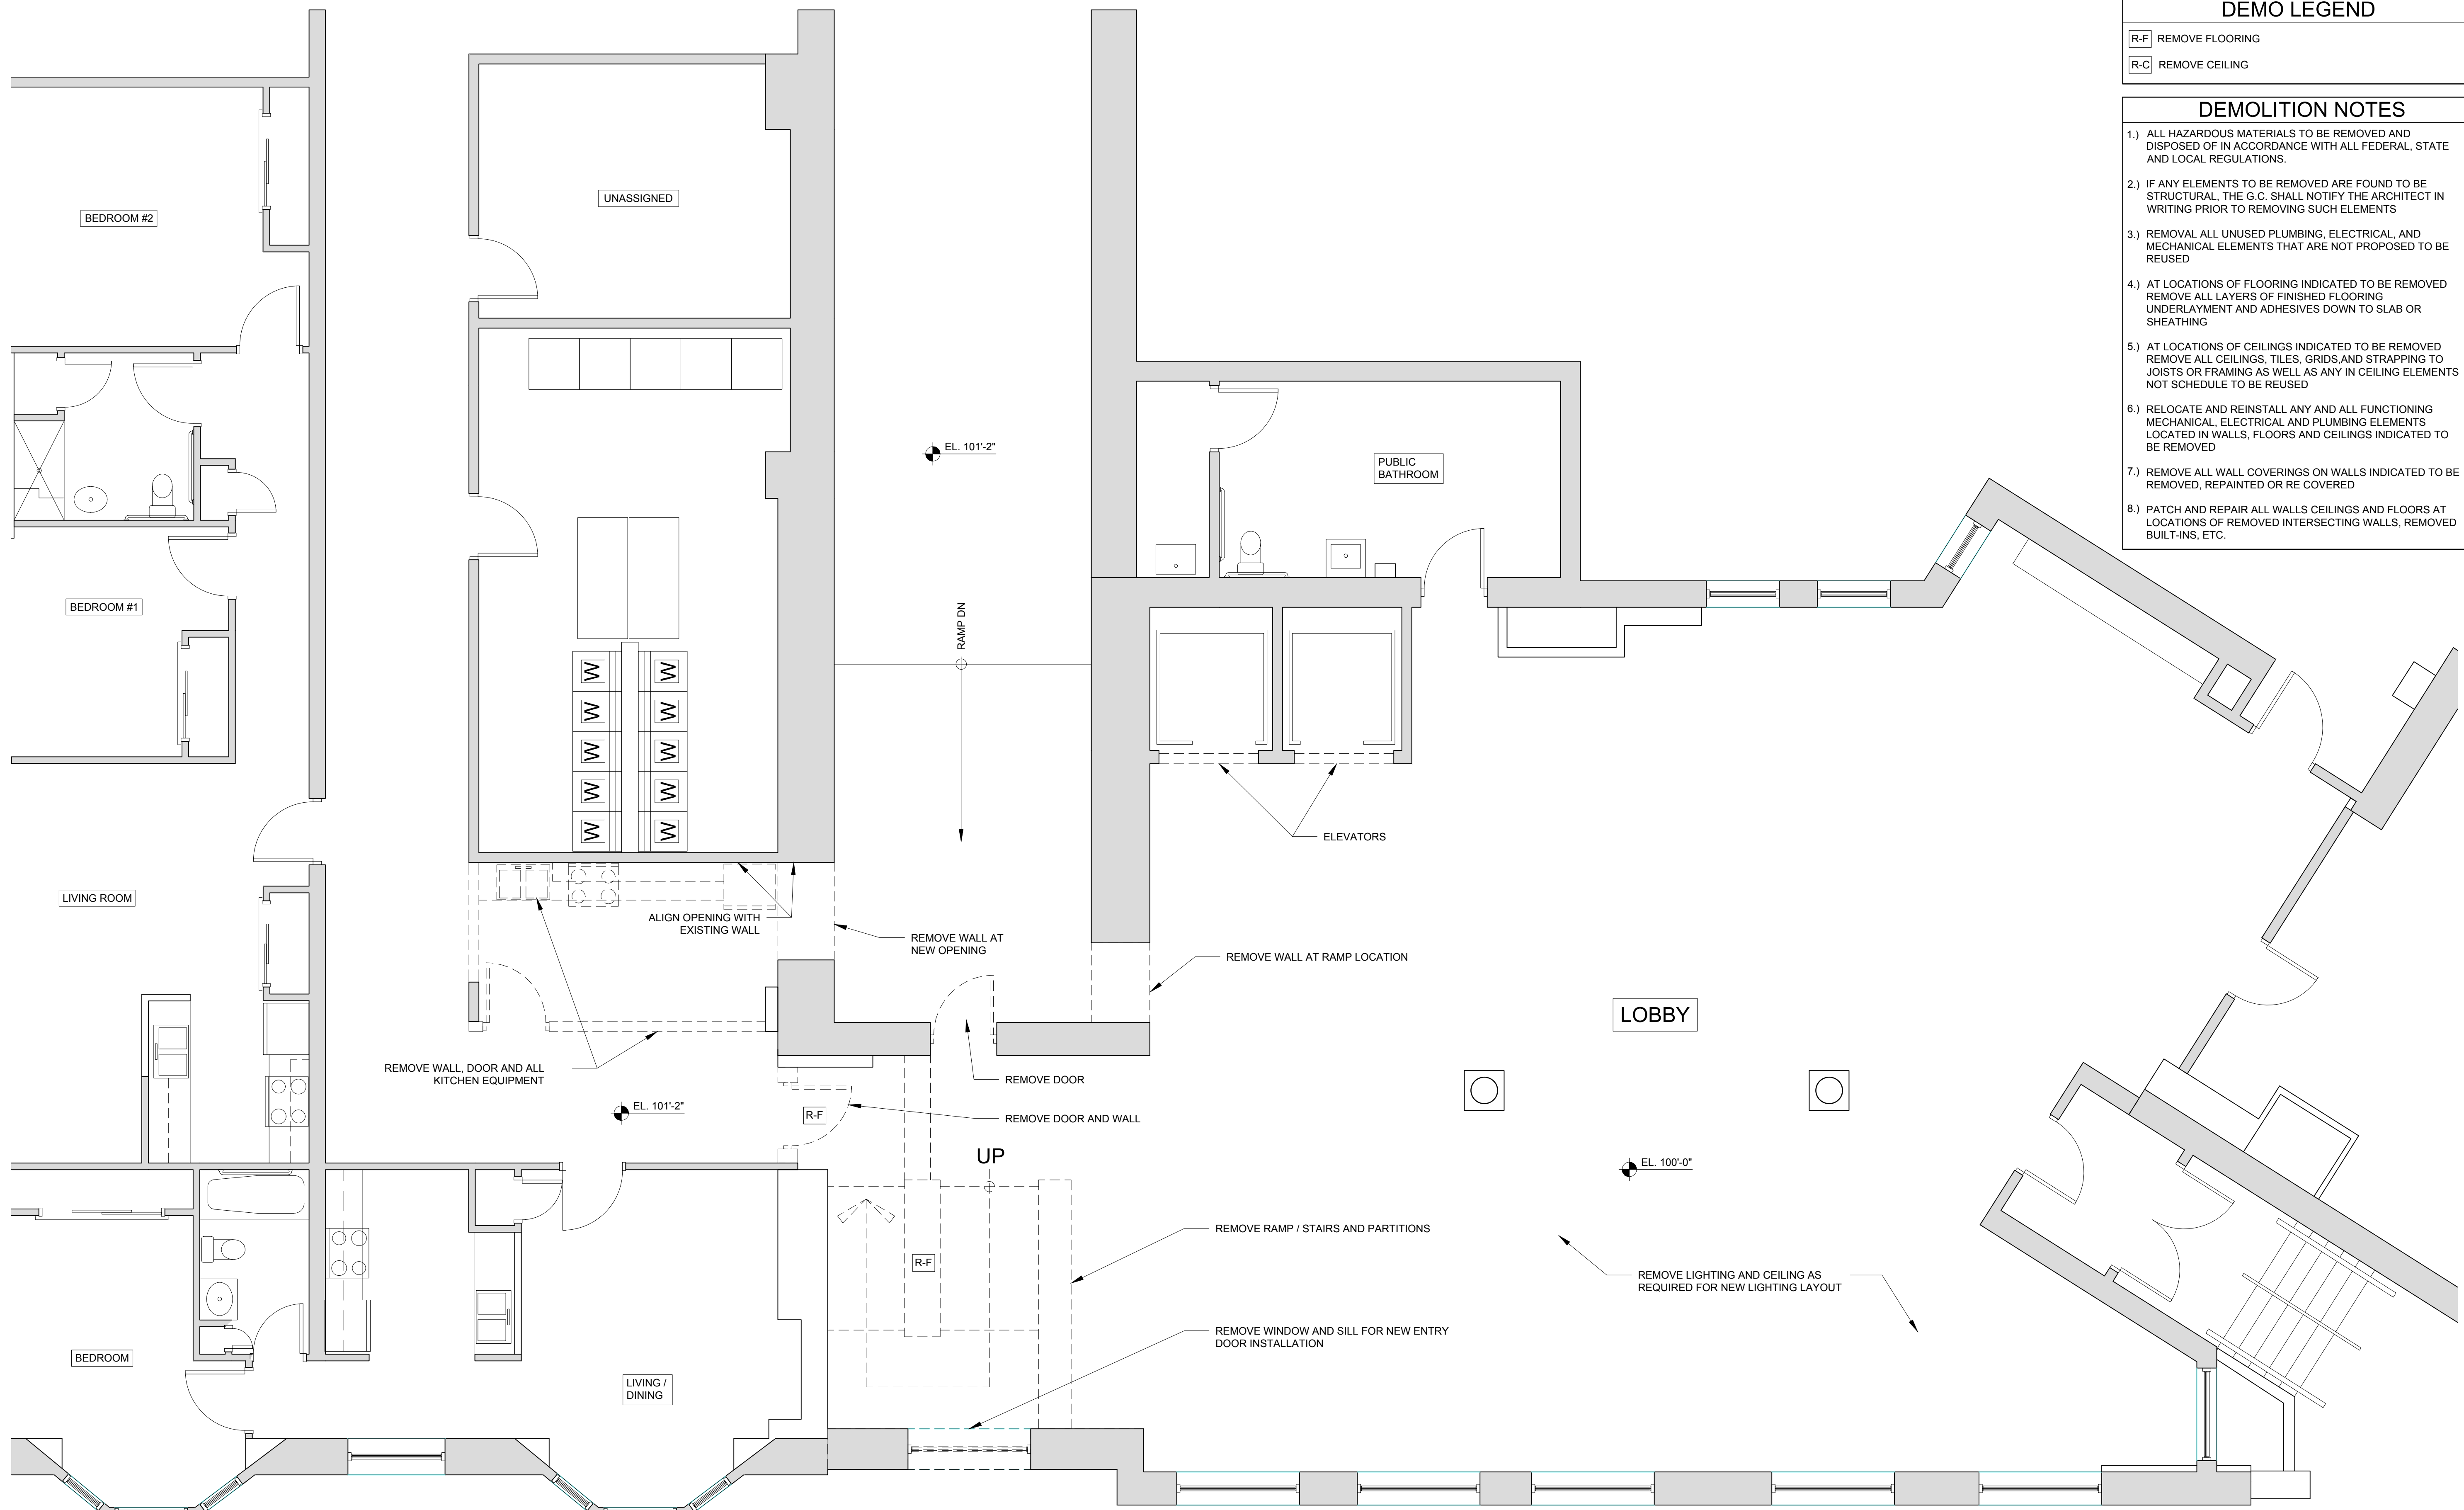 DEMO LEGEND
R-F REMOVE FLOORING
R-C REMOVE CEILING
DEMOLITION NOTES
1.) ALL HAZARDOUS MATERIALS TO BE REMOVED AND
DISPOSED OF IN ACCORDANCE WITH ALL FEDERAL, STATE
AND LOCAL REGULATIONS.
2.) IF ANY ELEMENTS TO BE REMOVED ARE FOUND TO BE
STRUCTURAL, THE G.C. SHALL NOTIFY THE ARCHITECT IN
WRITING PRIOR TO REMOVING SUCH ELEMENTS
3.) REMOVAL ALL UNUSED PLUMBING, ELECTRICAL, AND
MECHANICAL ELEMENTS THAT ARE NOT PROPOSED TO BE
REUSED
4.) AT LOCATIONS OF FLOORING INDICATED TO BE REMOVED
REMOVE ALL LAYERS OF FINISHED FLOORING
UNDERLAYMENT AND ADHESIVES DOWN TO SLAB OR
SHEATHING
5.) AT LOCATIONS OF CEILINGS INDICATED TO BE REMOVED
REMOVE ALL CEILINGS, TILES, GRIDS,AND STRAPPING TO
JOISTS OR FRAMING AS WELL AS ANY IN CEILING ELEMENTS
NOT SCHEDULE TO BE REUSED
6.) RELOCATE AND REINSTALL ANY AND ALL FUNCTIONING
MECHANICAL, ELECTRICAL AND PLUMBING ELEMENTS
LOCATED IN WALLS, FLOORS AND CEILINGS INDICATED TO
BE REMOVED
7.) REMOVE ALL WALL COVERINGS ON WALLS INDICATED TO BE
REMOVED, REPAINTED OR RE COVERED
8.) PATCH AND REPAIR ALL WALLS CEILINGS AND FLOORS AT
LOCATIONS OF REMOVED INTERSECTING WALLS, REMOVED
BUILT-INS, ETC.
BEDROOM #2
UNASSIGNED
EL. 101'-2"
PUBLIC
BATHROOM
BEDROOM #1
RAMP DN
W W
W W
W W
W W
W W
ELEVATORS
LIVING ROOM
ALIGN OPENING WITH
EXISTING WALL
REMOVE WALL AT
NEW OPENING
REMOVE WALL AT RAMP LOCATION
LOBBY
REMOVE WALL, DOOR AND ALL
KITCHEN EQUIPMENT
REMOVE DOOR
EL. 101'-2"
R-F
REMOVE DOOR AND WALL
UP
EL. 100'-0"
REMOVE RAMP / STAIRS AND PARTITIONS
R-F
REMOVE LIGHTING AND CEILING AS
REQUIRED FOR NEW LIGHTING LAYOUT
REMOVE WINDOW AND SILL FOR NEW ENTRY
DOOR INSTALLATION
BEDROOM
LIVING /
DINING